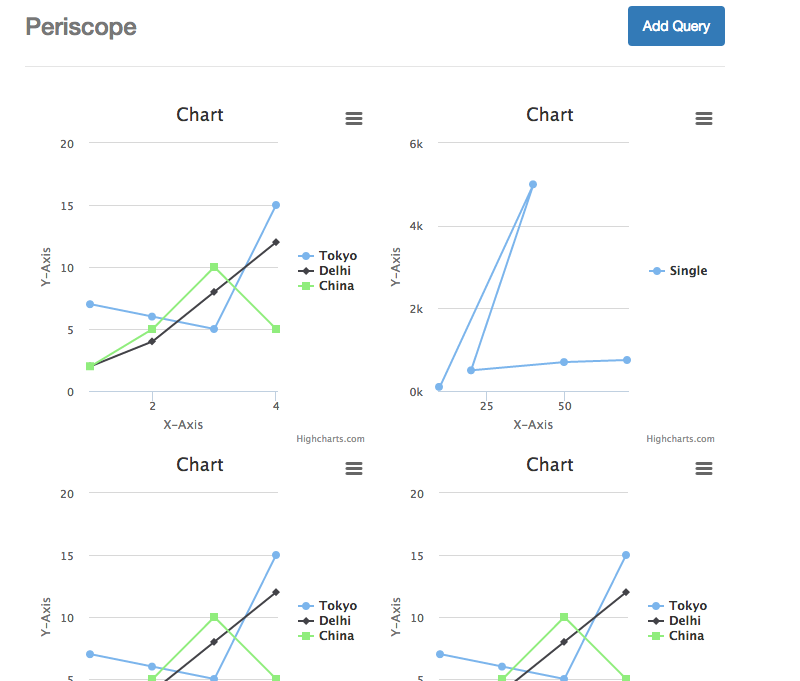 Periscope
Add Query
Chart
20
15
10
5
0
Y-Axis
2
4
X-Axis
Tokyo
Delhi
China
Highcharts.com
Chart
6k
4k
2k
0k
Y-Axis
25
50
X-Axis
Single
Highcharts.com
Chart
20
15
10
5
Y-Axis
Tokyo
Delhi
China
Chart
20
15
10
5
Y-Axis
Tokyo
Delhi
China